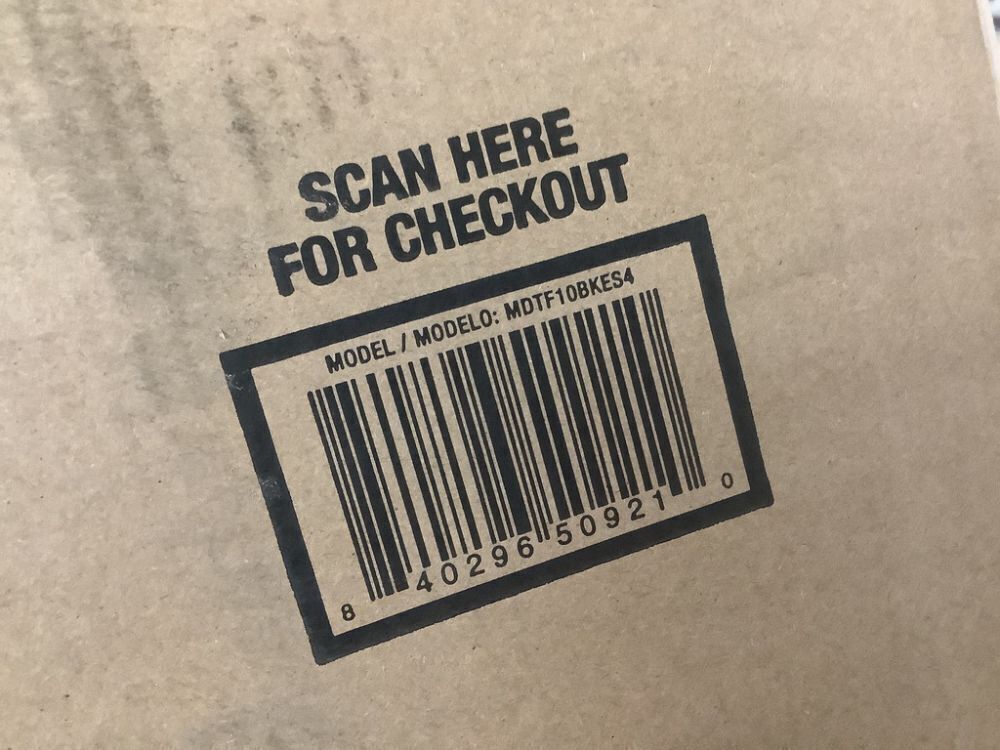 SCAN HERE
FOR CHECKOUT
MODEL / MODELO: MDTF10BKES4
8 40296 50921 0